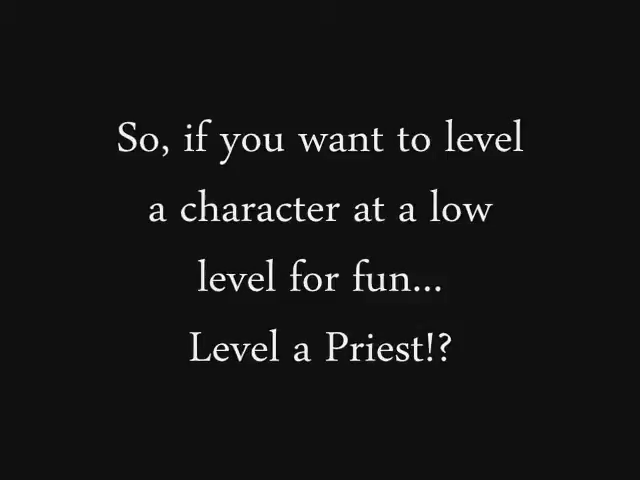 So, if you want to level
a character at a low
level for fun...
Level a Priest!?